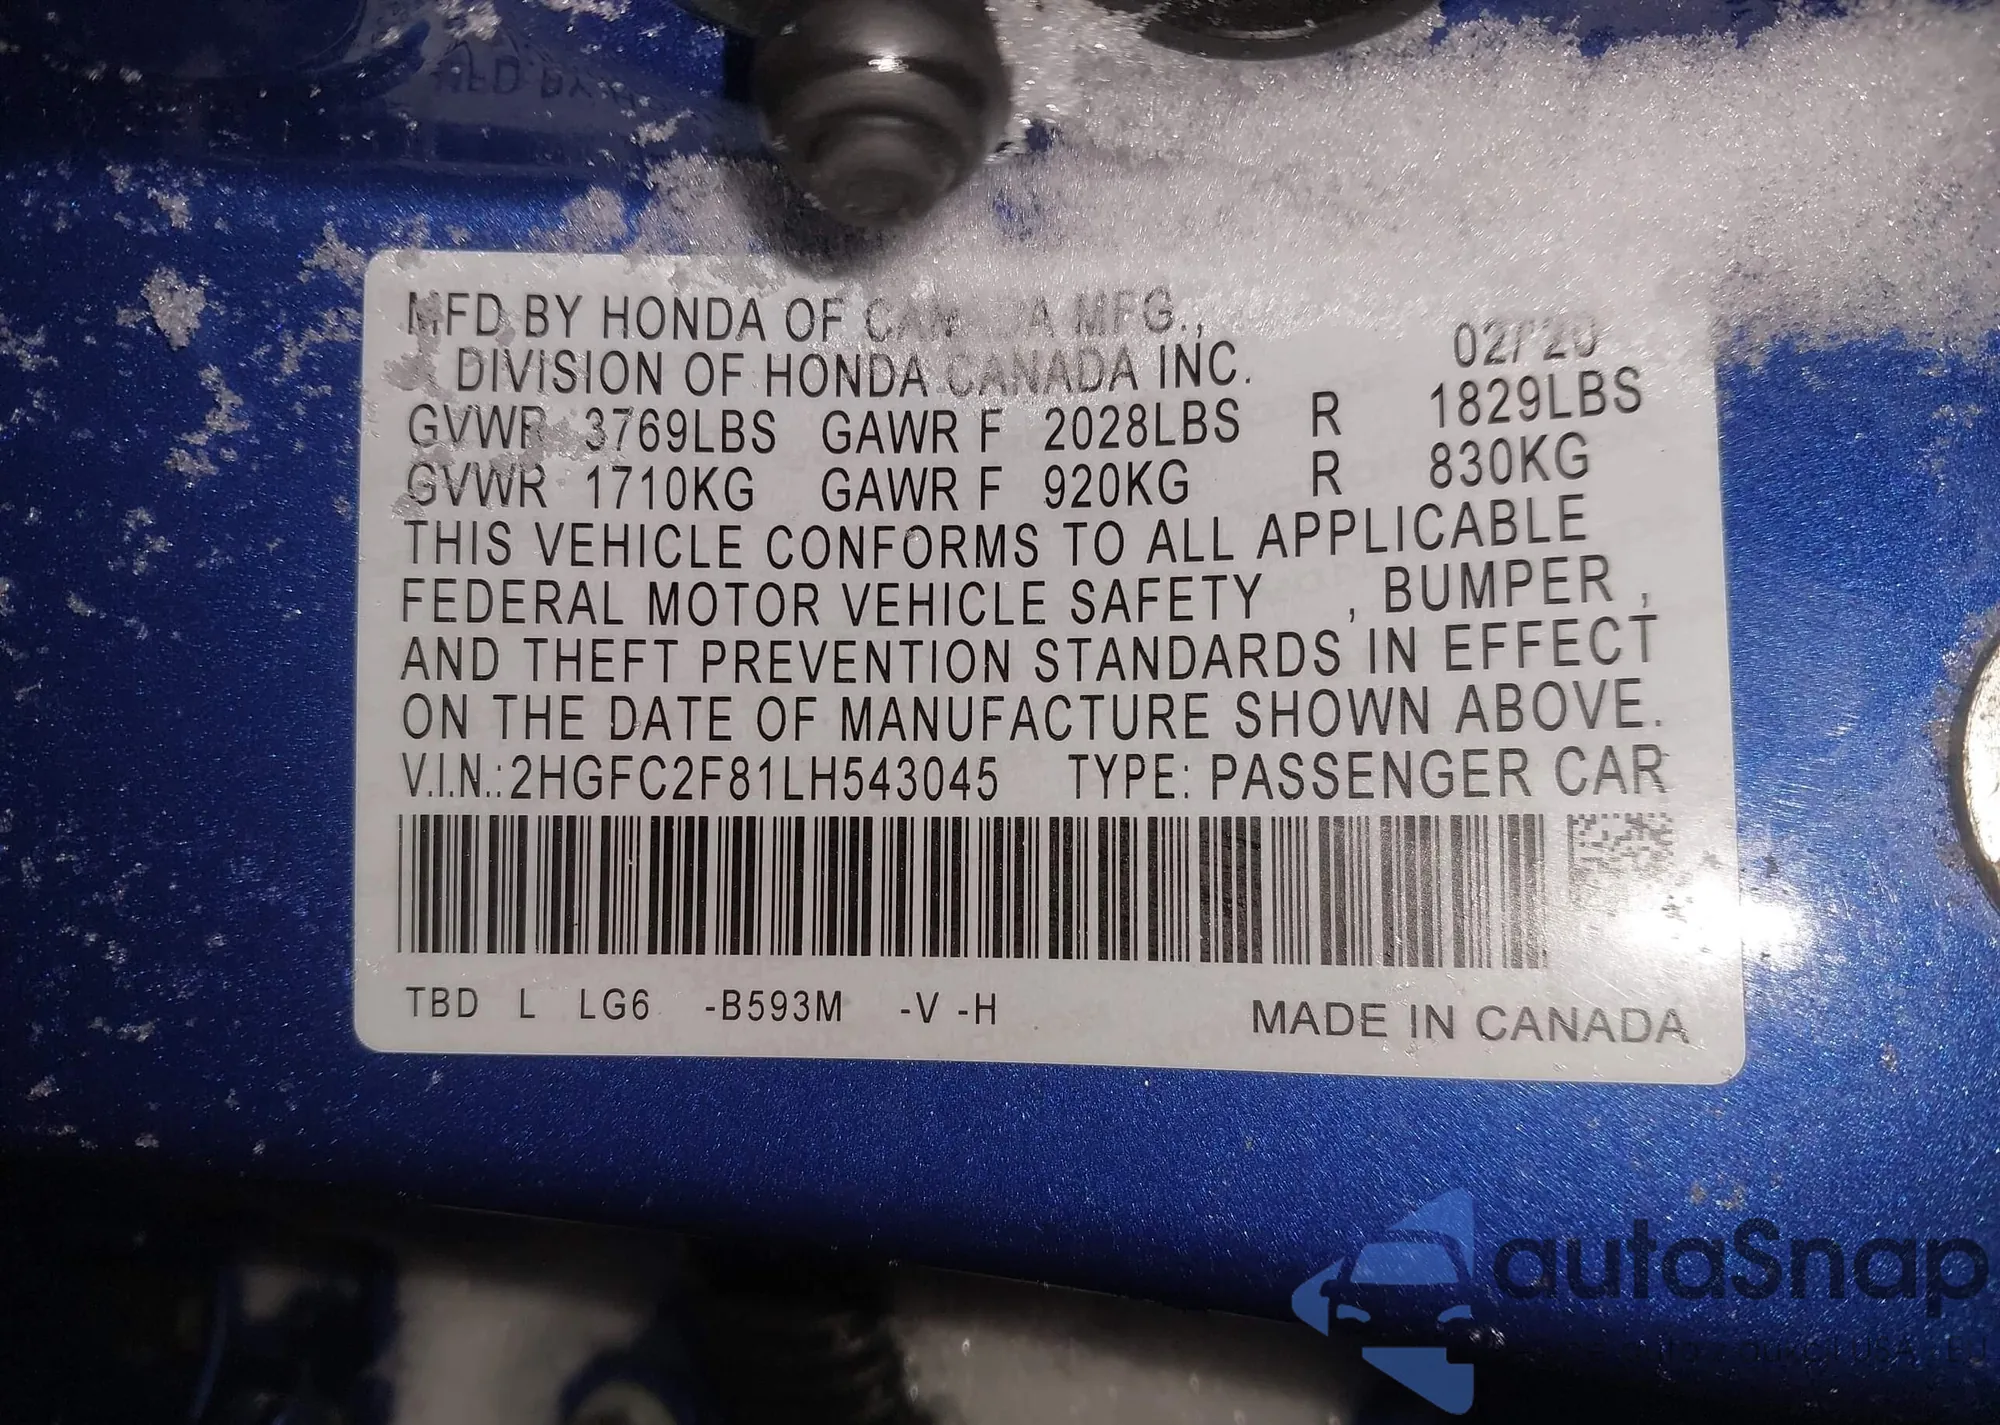 MFD BY HONDA OF CANADA MFG.,
A DIVISION OF HONDA CANADA INC. 02/20
GVWR 3769LBS GAWR F 2028LBS R 1829LBS
GVWR 1710KG GAWR F 920KG R 830KG
THIS VEHICLE CONFORMS TO ALL APPLICABLE
FEDERAL MOTOR VEHICLE SAFETY , BUMPER ,
AND THEFT PREVENTION STANDARDS IN EFFECT
ON THE DATE OF MANUFACTURE SHOWN ABOVE.
V.I.N.: 2HGFC2F81LH543045 TYPE: PASSENGER CAR
TBD L LG6 -B593M -V -H MADE IN CANADA
autoSnap